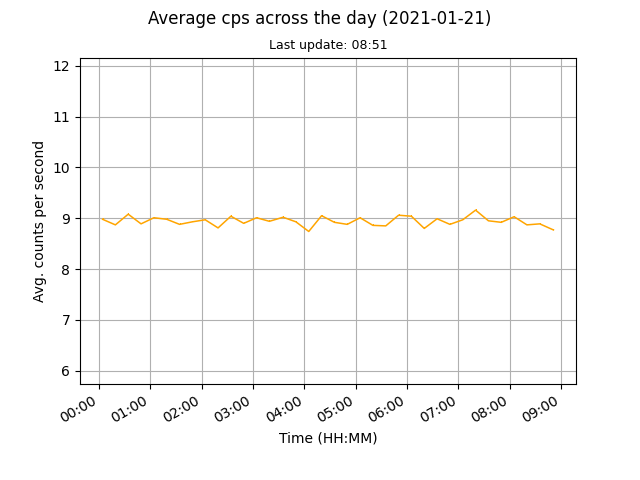 Average cps across the day (2021-01-21)
Last update: 08:51
12
11
10
9
8
7
6
Avg. counts per second
00:00 01:00 02:00 03:00 04:00 05:00 06:00 07:00 08:00 09:00
Time (HH:MM)